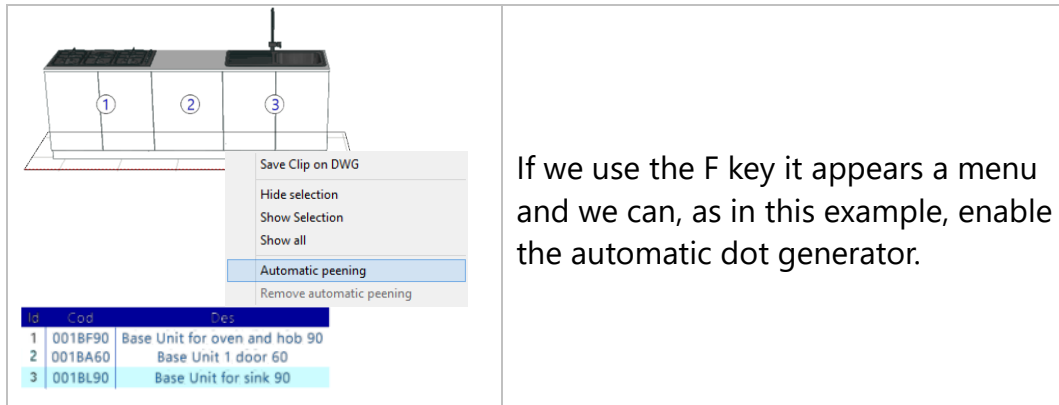 1
2
3
Save Clip on DWG
Hide selection
Show Selection
Show all
Automatic peening
Remove automatic peening
Id Cod Des
1 001BF90 Base Unit for oven and hob 90
2 001BA60 Base Unit 1 door 60
3 001BL90 Base Unit for sink 90
If we use the F key it appears a menu
and we can, as in this example, enable
the automatic dot generator.